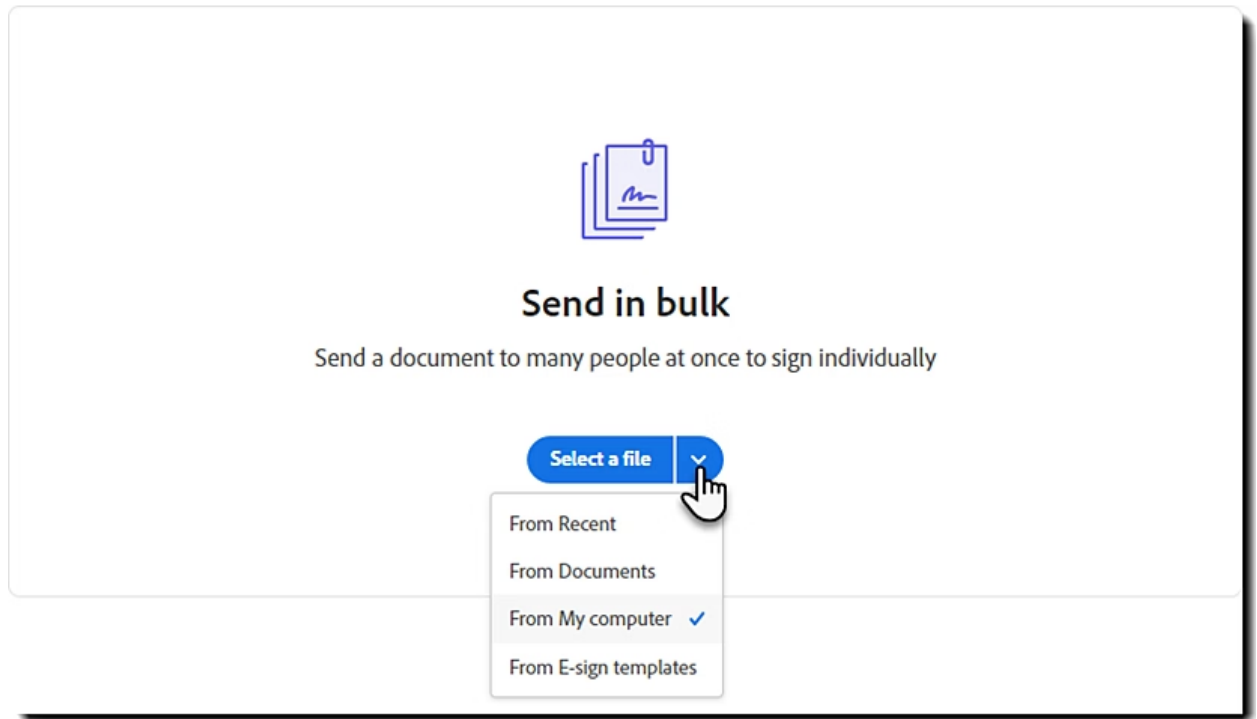 Send in bulk
Send a document to many people at once to sign individually
Select a file
From Recent
From Documents
From My computer
From E-sign templates